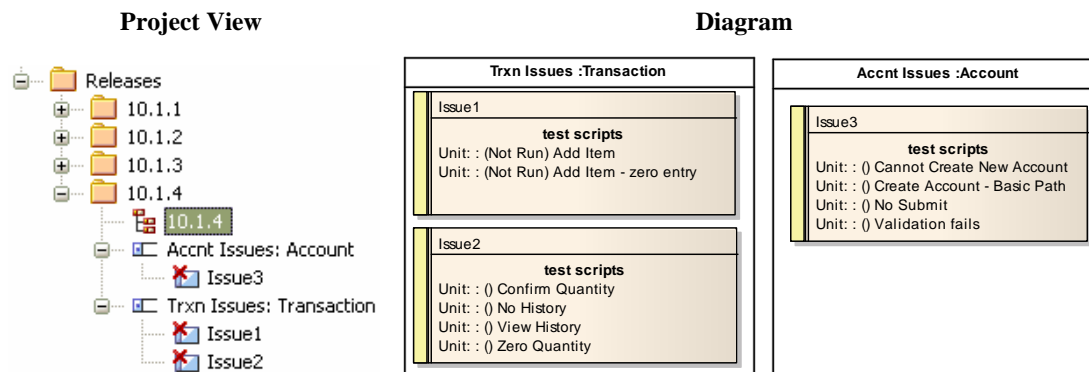 Project View
Diagram
Releases
10.1.1
10.1.2
10.1.3
10.1.4
10.1.4
Accnt Issues: Account
Issue3
Trxn Issues: Transaction
Issue1
Issue2
Trxn Issues :Transaction
Issue1
test scripts
Unit: : (Not Run) Add Item
Unit: : (Not Run) Add Item - zero entry
Issue2
test scripts
Unit: : () Confirm Quantity
Unit: : () No History
Unit: : () View History
Unit: : () Zero Quantity
Accnt Issues :Account
Issue3
test scripts
Unit: : () Cannot Create New Account
Unit: : () Create Account - Basic Path
Unit: : () No Submit
Unit: : () Validation fails